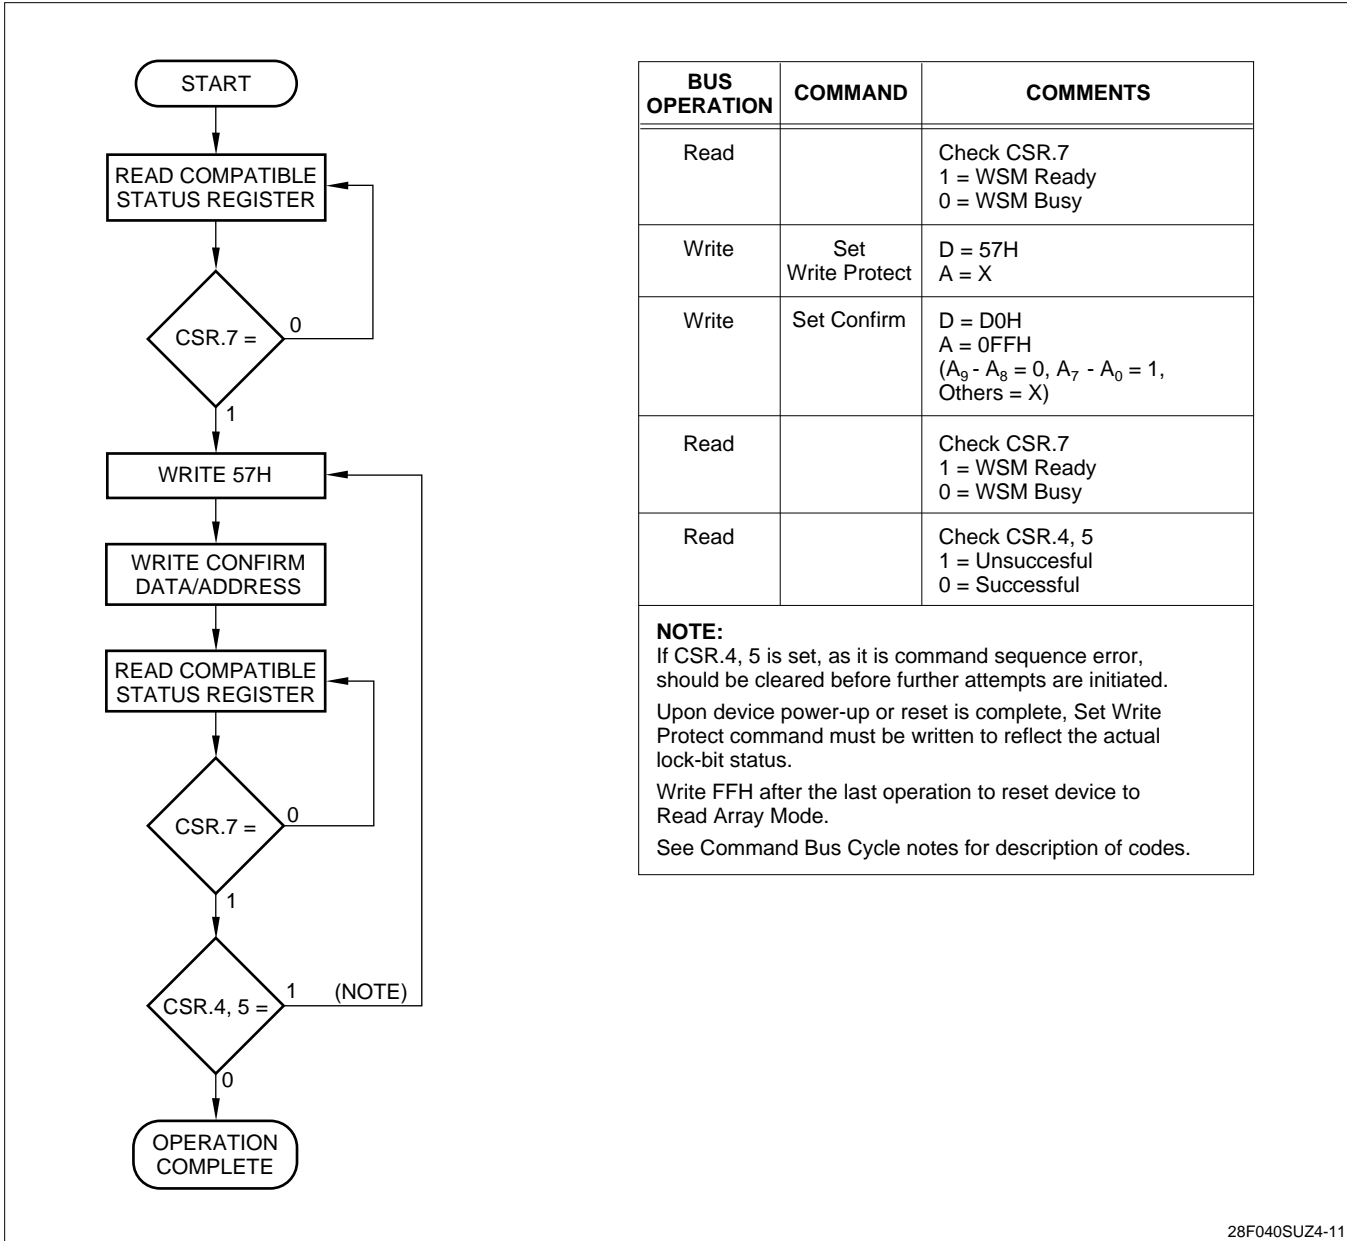 START
READ COMPATIBLE
STATUS REGISTER
CSR.7 =
0
1
WRITE 57H
WRITE CONFIRM
DATA/ADDRESS
READ COMPATIBLE
STATUS REGISTER
CSR.7 =
0
1
CSR.4, 5 =
1 (NOTE)
0
OPERATION
COMPLETE
BUS
OPERATION COMMAND COMMENTS
Read Check CSR.7
1 = WSM Ready
0 = WSM Busy
Write Set D = 57H
Write Protect A = X
Write Set Confirm D = D0H
A = 0FFH
(A9 - A8 = 0, A7 - A0 = 1,
Others = X)
Read Check CSR.7
1 = WSM Ready
0 = WSM Busy
Read Check CSR.4, 5
1 = Unsuccesful
0 = Successful
NOTE:
If CSR.4, 5 is set, as it is command sequence error,
should be cleared before further attempts are initiated.
Upon device power-up or reset is complete, Set Write
Protect command must be written to reflect the actual
lock-bit status.
Write FFH after the last operation to reset device to
Read Array Mode.
See Command Bus Cycle notes for description of codes.
28F040SUZ4-11